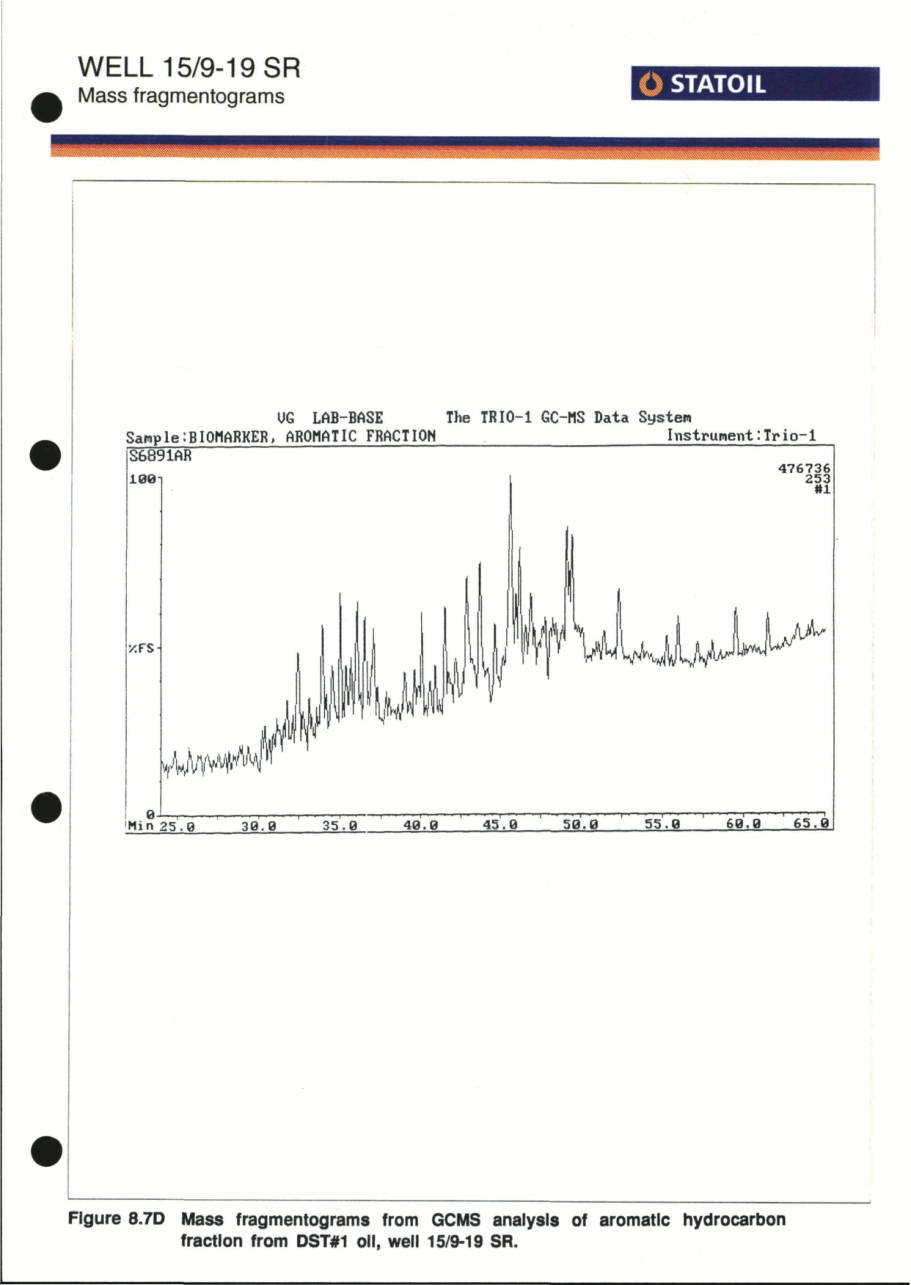 WELL 15/9-19 SR
Mass fragmentograms
STATOIL
VG LAB-BASE The TRIO-1 GC-MS Data System
Sample:BIOMARKER, AROMATIC FRACTION Instrument:Trio-1
S6891AR
476736
253
#1
100
%FS
0
Min 25.0 30.0 35.0 40.0 45.0 50.0 55.0 60.0 65.0
Figure 8.7D Mass fragmentograms from GCMS analysis of aromatic hydrocarbon
fraction from DST#1 oil, well 15/9-19 SR.